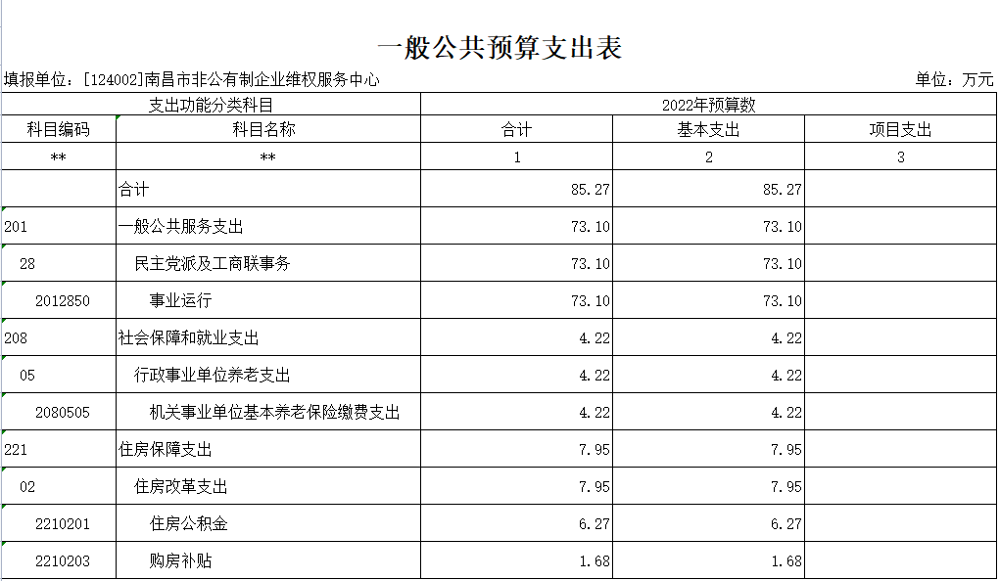 一般公共预算支出表
填报单位：[124002]南昌市非公有制企业维权服务中心 单位：万元
支出功能分类科目 2022年预算数
科目编码 科目名称 合计 基本支出 项目支出
** ** 1 2 3
合计 85.27 85.27
201 一般公共服务支出 73.10 73.10
28 民主党派及工商联事务 73.10 73.10
2012850 事业运行 73.10 73.10
208 社会保障和就业支出 4.22 4.22
05 行政事业单位养老支出 4.22 4.22
2080505 机关事业单位基本养老保险缴费支出 4.22 4.22
221 住房保障支出 7.95 7.95
02 住房改革支出 7.95 7.95
2210201 住房公积金 6.27 6.27
2210203 购房补贴 1.68 1.68